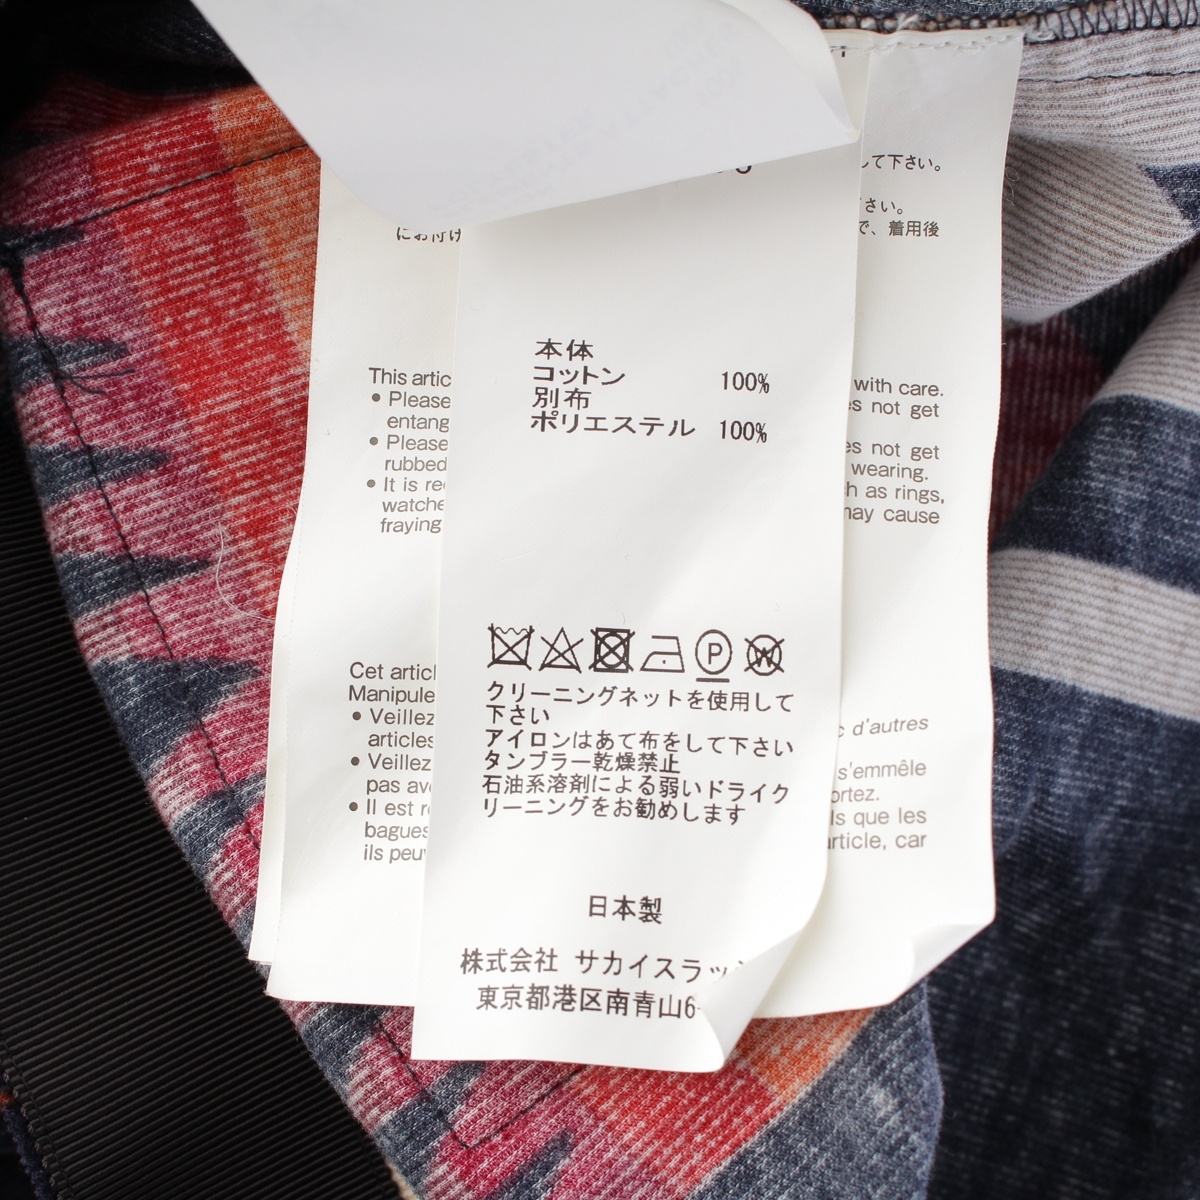 して下さい。
さい。
で、着用後
にお付け
本体
コットン 100%
別布
ポリエステル 100%
クリーニングネットを使用して
下さい
アイロンはあて布をして下さい
タンブラー乾燥禁止
石油系溶剤による弱いドライク
リーニングをお勧めします
日本製
株式会社 サカイスラッ
東京都港区南青山6-
This artic
• Please
entang
• Please
rubbed
• It is re
watche
fraying
with care.
es not get
es not get
wearing.
h as rings,
may cause
Cet articl
Manipule
• Veillez
articles
• Veillez
pas av
• Il est r
bagues
ils peuv
c d'autres
s'emmêle
ortez.
ls que les
article, car
P
W